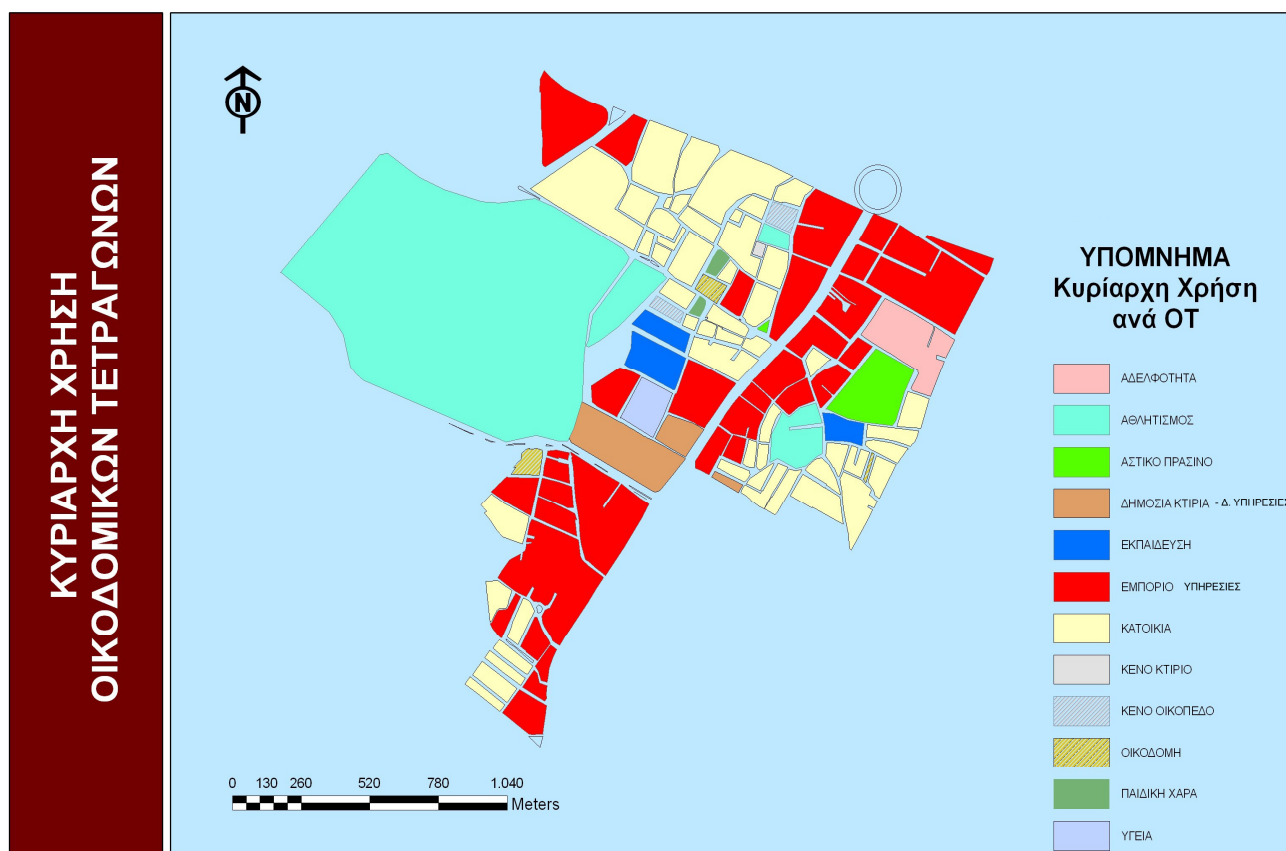 ΚΥΡΙΑΡΧΗ ΧΡΗΣΗ
ΟΙΚΟΔΟΜΙΚΩΝ ΤΕΤΡΑΓΩΝΩΝ
N
ΥΠΟΜΝΗΜΑ
Κυρίαρχη Χρήση
ανά ΟΤ
ΑΔΕΛΦΟΤΗΤΑ
ΑΘΛΗΤΙΣΜΟΣ
ΑΣΤΙΚΟ ΠΡΑΣΙΝΟ
ΔΗΜΟΣΙΑ ΚΤΙΡΙΑ - Δ. ΥΠΗΡΕΣΙΕΣ
ΕΚΠΑΙΔΕΥΣΗ
ΕΜΠΟΡΙΟ ΥΠΗΡΕΣΙΕΣ
ΚΑΤΟΙΚΙΑ
ΚΕΝΟ ΚΤΙΡΙΟ
ΚΕΝΟ ΟΙΚΟΠΕΔΟ
ΟΙΚΟΔΟΜΗ
ΠΑΙΔΙΚΗ ΧΑΡΑ
ΥΓΕΙΑ
0 130 260 520 780 1.040
Meters